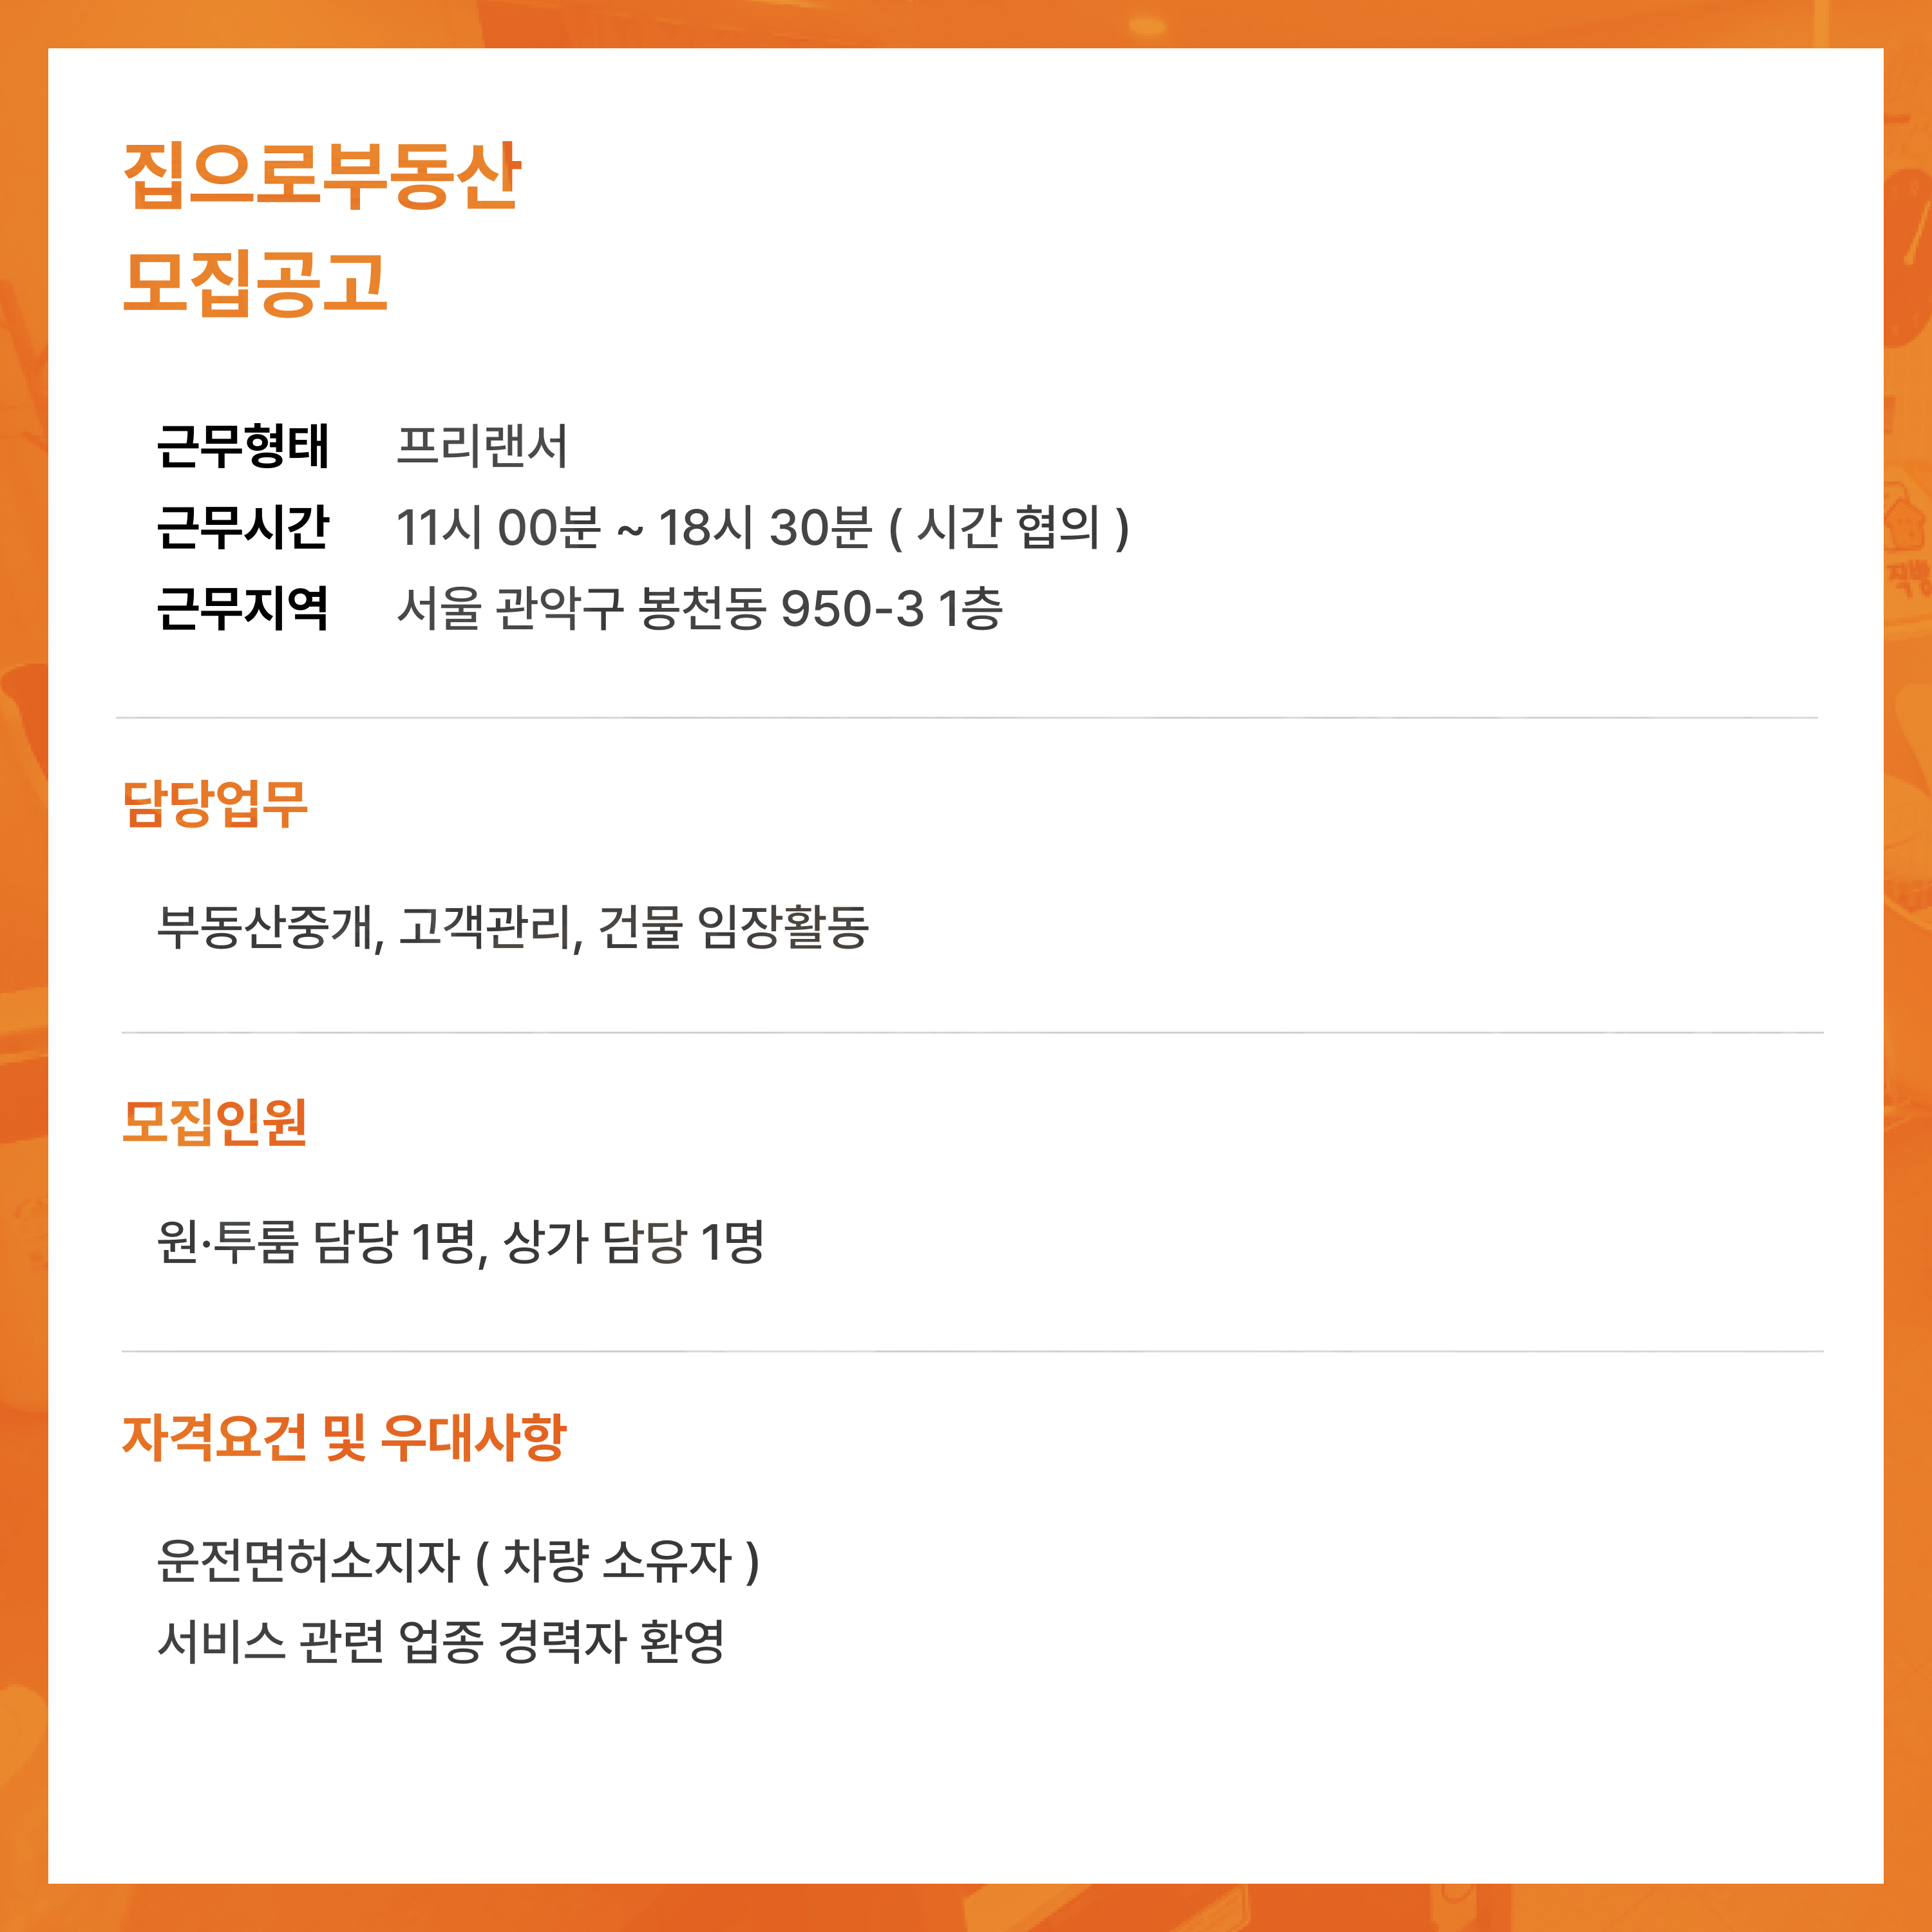 집으로부동산
모집공고
근무형태 프리랜서
근무시간 11시 00분 ~ 18시 30분 ( 시간 협의 )
근무지역 서울 관악구 봉천동 950-3 1층
담당업무
부동산중개, 고객관리, 건물 임장활동
모집인원
원·투룸 담당 1명, 상가 담당 1명
자격요건 및 우대사항
운전면허소지자 ( 차량 소유자 )
서비스 관련 업종 경력자 환영